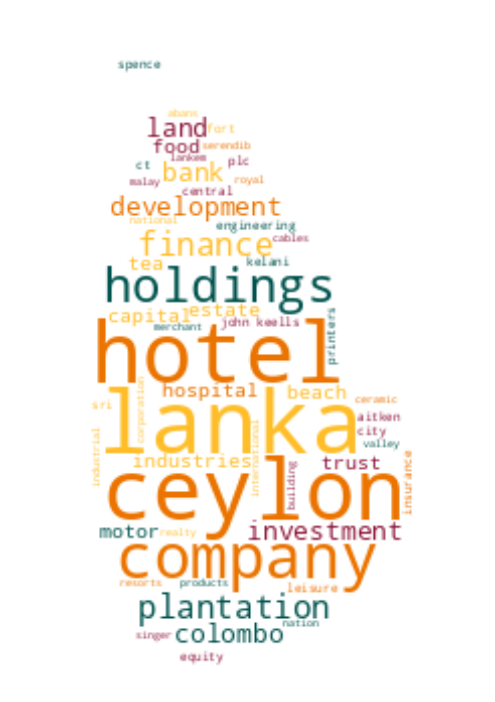 spence
abans
land fort
food serendib
lankem
ct bank plc
malay royal
central
development
national engineering
finance cables
tea kelani
holdings
capital estate
merchant john keells printers
hotel
hospital beach
corporation ceramic
sri lanka aitken
city
industrial international valley
industries building trust insurance
ceylon
motor realty investment
company
resorts products leisure
plantation
nation
singer colombo
equity